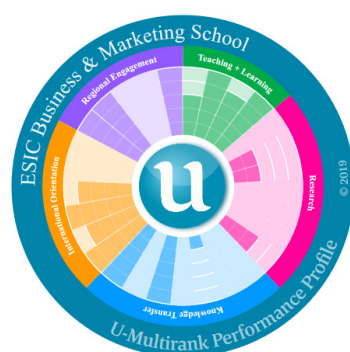 ESIC Business & Marketing School
Regional Engagement
Teaching + Learning
International Orientation
u
Research
© 2019
Knowledge Transfer
U-Multirank Performance Profile